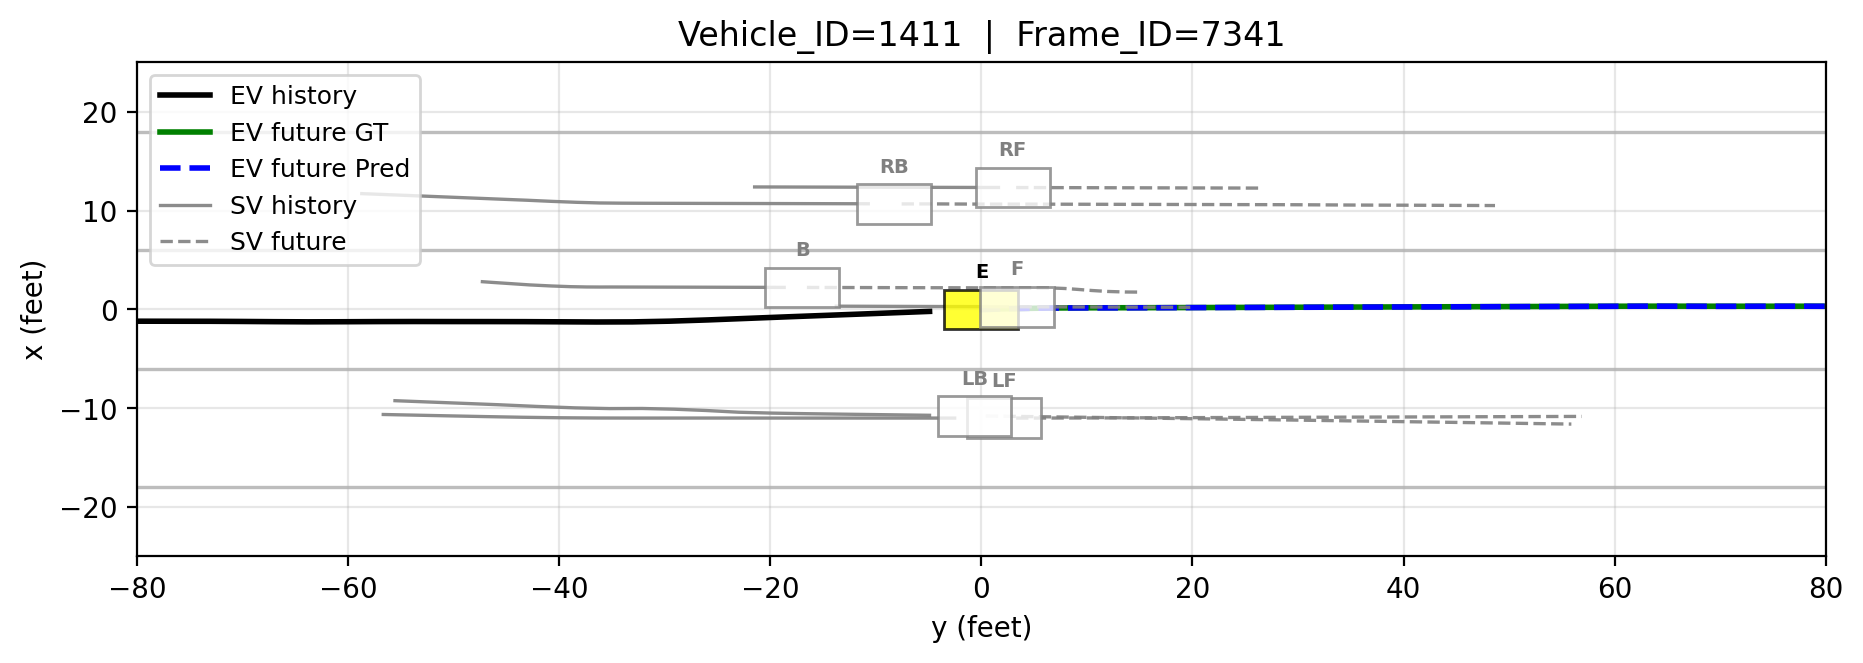 Vehicle_ID=1411 | Frame_ID=7341
EV history
EV future GT
EV future Pred
SV history
SV future
RB
RF
B
E
F
LB
LF
20
10
0
−10
−20
x (feet)
−80
−60
−40
−20
0
20
40
60
80
y (feet)